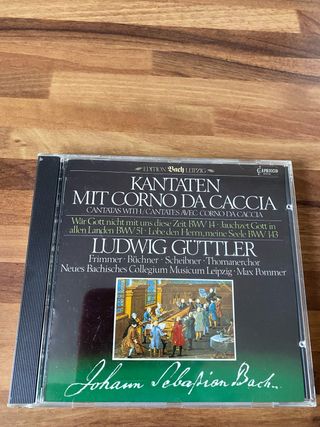 EDITION Bach LEIPZIG
CAPRICCIO
KANTATEN
MIT CORNO DA CACCIA
CANTATAS WITH/CANTATES AVEC CORNO DA CACCIA
Wär Gott nicht mit uns diese Zeit BWV 14 · Jauchzet Gott in
allen Landen BWV 51 · Lobe den Herrn, meine Seele BWV 143
LUDWIG GÜTTLER
Frimmer · Büchner · Scheibner · Thomanerchor
Neues Bachisches Collegium Musicum Leipzig · Max Pommer
Johann Sebastian Bach